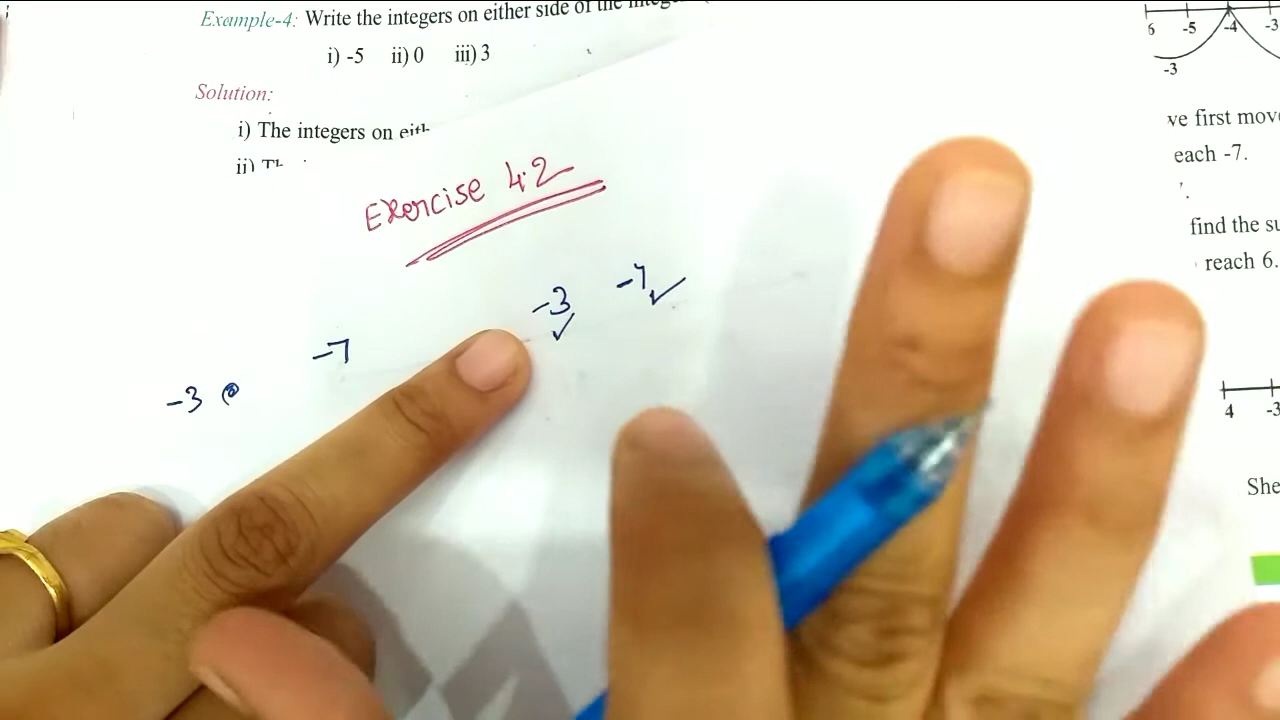 Example-4: Write the integers on either side of the
i) -5 ii) 0 iii) 3
Solution:
i) The integers on
ii)
Exercise 4.2
-3 -7
-7
-3
6 -5 -4 -3
-3
ve first mov
each -7.
find the su
reach 6.
4 -3
She